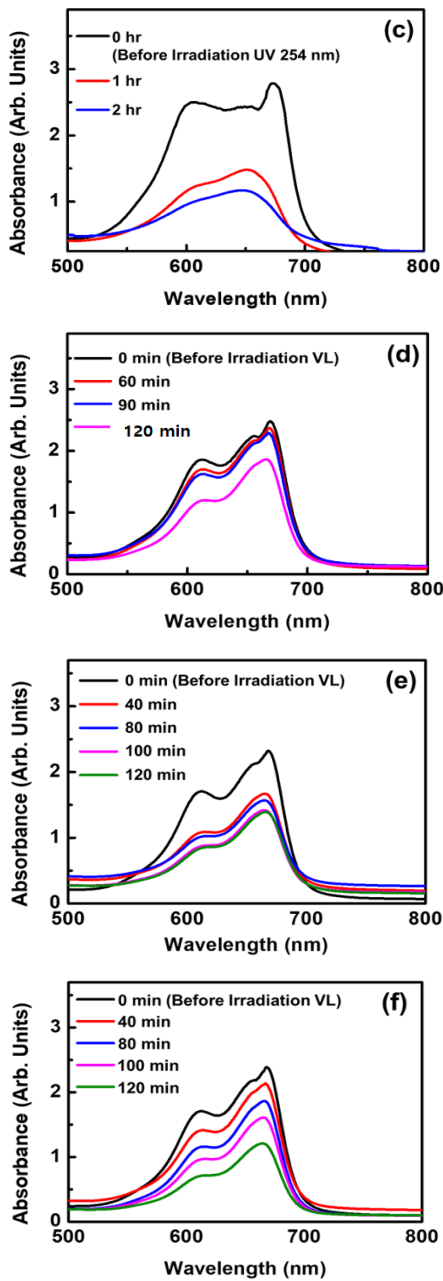 (c)
0 hr
(Before Irradiation UV 254 nm)
1 hr
2 hr
Absorbance (Arb. Units)
3
2
1
500 600 700 800
Wavelength (nm)
(d)
0 min (Before Irradiation VL)
60 min
90 min
120 min
Absorbance (Arb. Units)
3
2
1
0
500 600 700 800
Wavelength (nm)
(e)
0 min (Before Irradiation VL)
40 min
80 min
100 min
120 min
Absorbance (Arb. Units)
3
2
1
0
500 600 700 800
Wavelength (nm)
(f)
0 min (Before Irradiation VL)
40 min
80 min
100 min
120 min
Absorbance (Arb. Units)
3
2
1
0
500 600 700 800
Wavelength (nm)